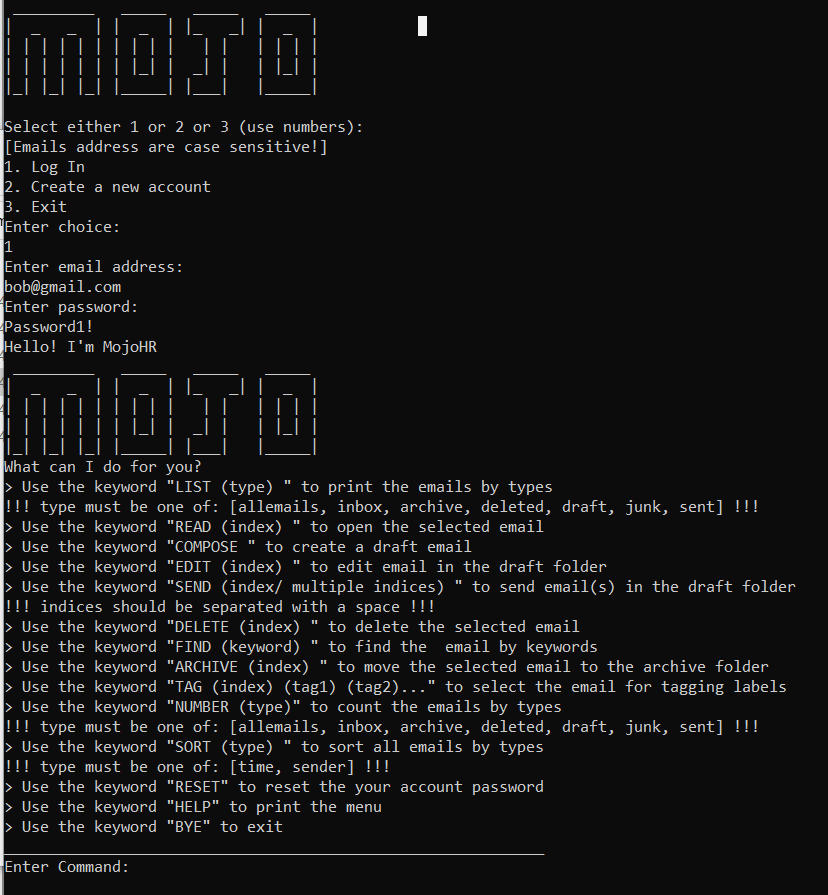 MOJO
Select either 1 or 2 or 3 (use numbers):
[Emails address are case sensitive!]
1. Log In
2. Create a new account
3. Exit
Enter choice:
1
Enter email address:
bob@gmail.com
Enter password:
Password1!
Hello! I'm MojoHR
MOJO
What can I do for you?
> Use the keyword "LIST (type) " to print the emails by types
!!! type must be one of: [allemails, inbox, archive, deleted, draft, junk, sent] !!!
> Use the keyword "READ (index) " to open the selected email
> Use the keyword "COMPOSE " to create a draft email
> Use the keyword "EDIT (index) " to edit email in the draft folder
> Use the keyword "SEND (index/ multiple indices) " to send email(s) in the draft folder
!!! indices should be separated with a space !!!
> Use the keyword "DELETE (index) " to delete the selected email
> Use the keyword "FIND (keyword) " to find the  email by keywords
> Use the keyword "ARCHIVE (index) " to move the selected email to the archive folder
> Use the keyword "TAG (index) (tag1) (tag2)..." to select the email for tagging labels
> Use the keyword "NUMBER (type)" to count the emails by types
!!! type must be one of: [allemails, inbox, archive, deleted, draft, junk, sent] !!!
> Use the keyword "SORT (type) " to sort all emails by types
!!! type must be one of: [time, sender] !!!
> Use the keyword "RESET" to reset the your account password
> Use the keyword "HELP" to print the menu
> Use the keyword "BYE" to exit
Enter Command: